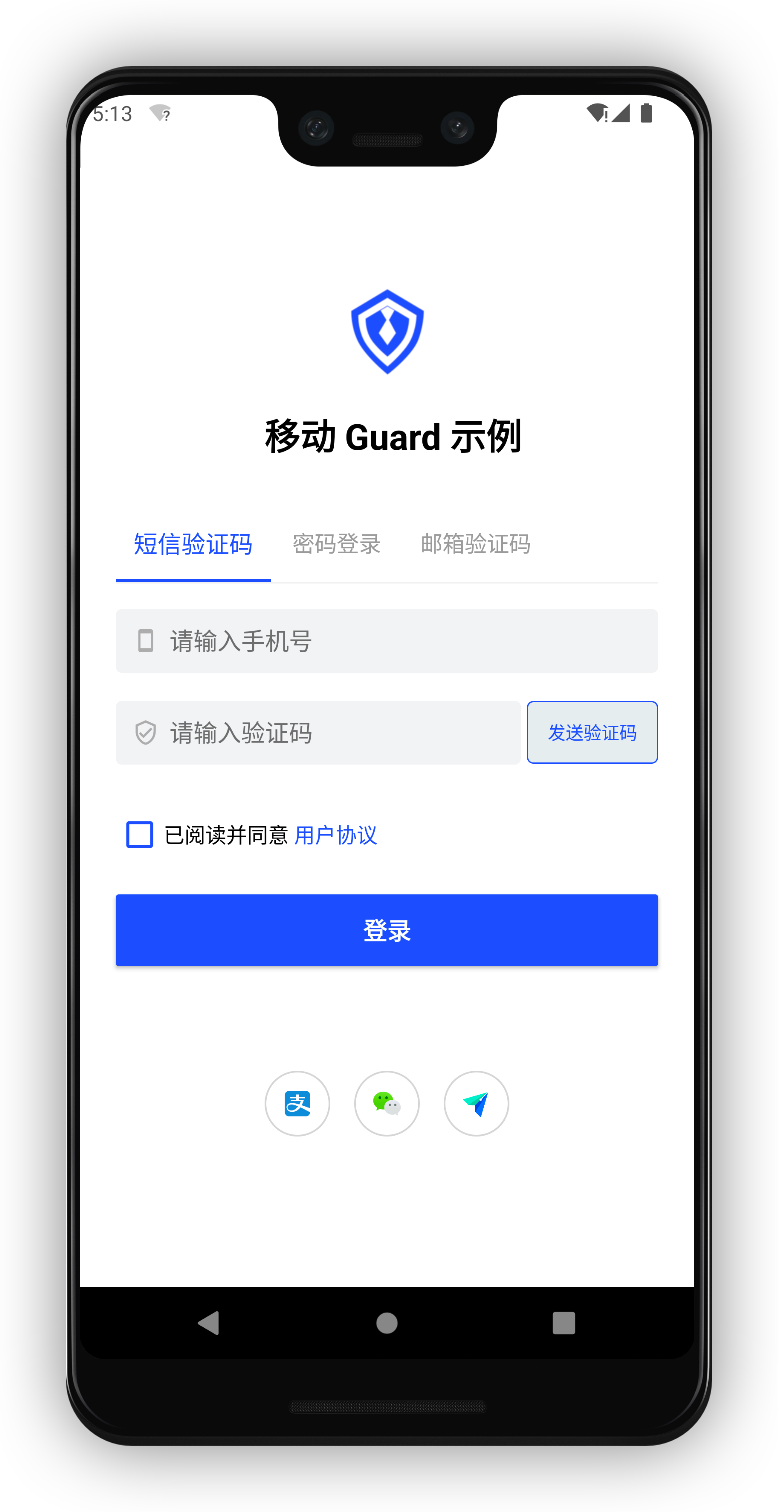 5:13
移动 Guard 示例
短信验证码 密码登录 邮箱验证码
请输入手机号
请输入验证码 发送验证码
已阅读并同意 用户协议
登录
支